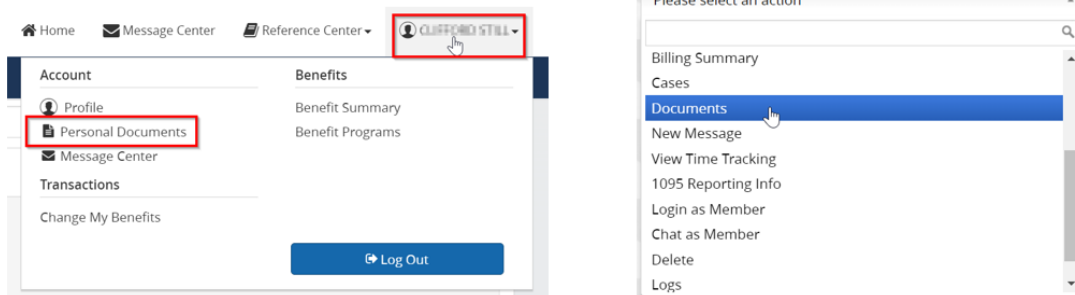 Home Message Center Reference Center
Account
Profile
Personal Documents
Message Center
Transactions
Change My Benefits
Benefits
Benefit Summary
Benefit Programs
Log Out
Please select an action
Billing Summary
Cases
Documents
New Message
View Time Tracking
1095 Reporting Info
Login as Member
Chat as Member
Delete
Logs